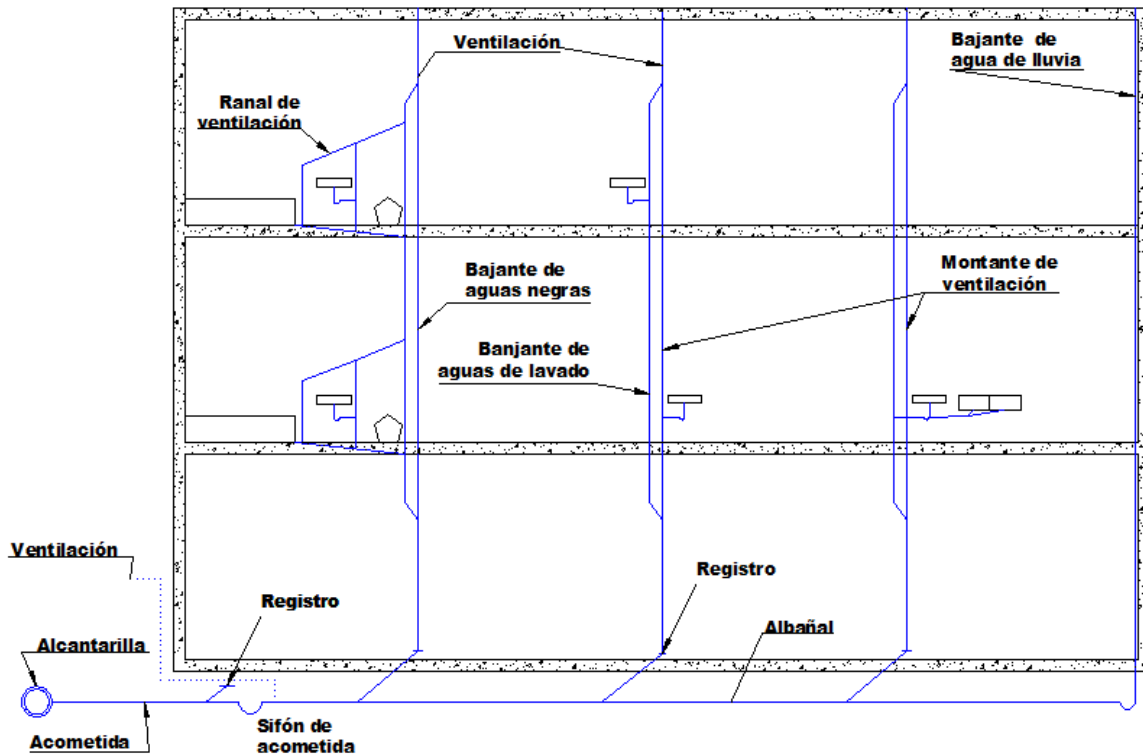 Ventilación
Bajante de
agua de lluvia
Ranal de
ventilación
Bajante de
aguas negras
Montante de
ventilación
Banjante de
aguas de lavado
Ventilación
Registro
Registro
Albañal
Alcantarilla
Acometida
Sifón de
acometida